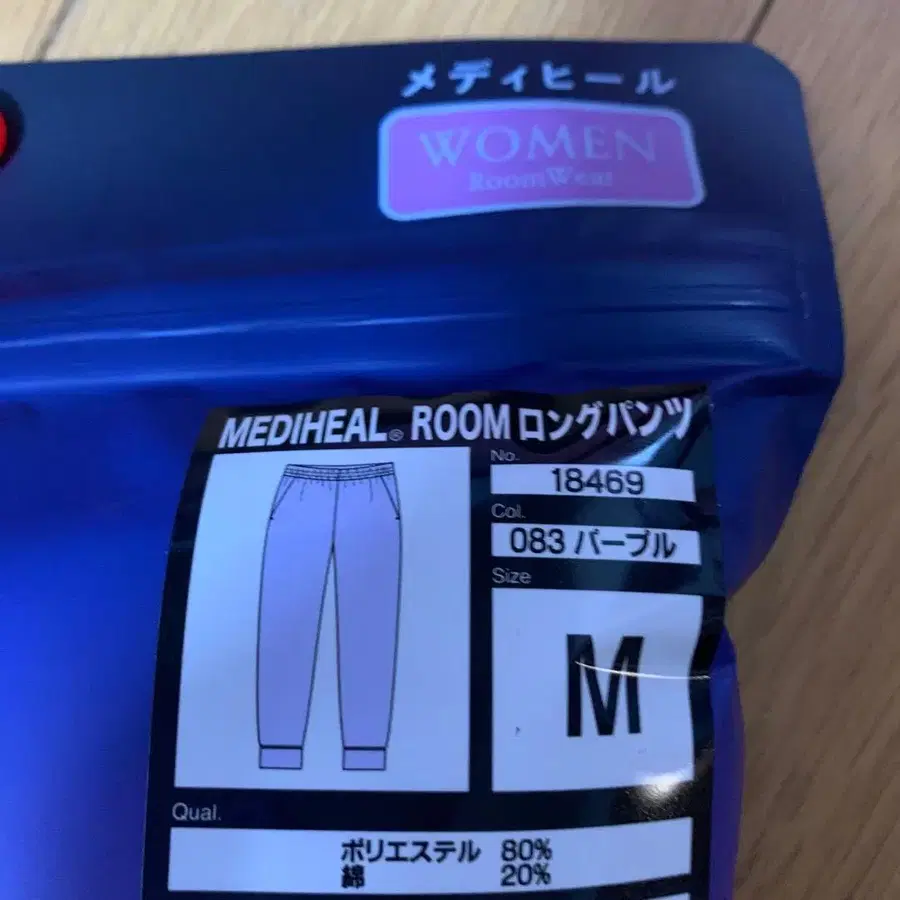 メディヒール
WOMEN
RoomWear
MEDIHEAL® ROOM ロングパンツ
No.
18469
Col.
083 パープル
Size
M
Qual.
ポリエステル 80%
綿 20%